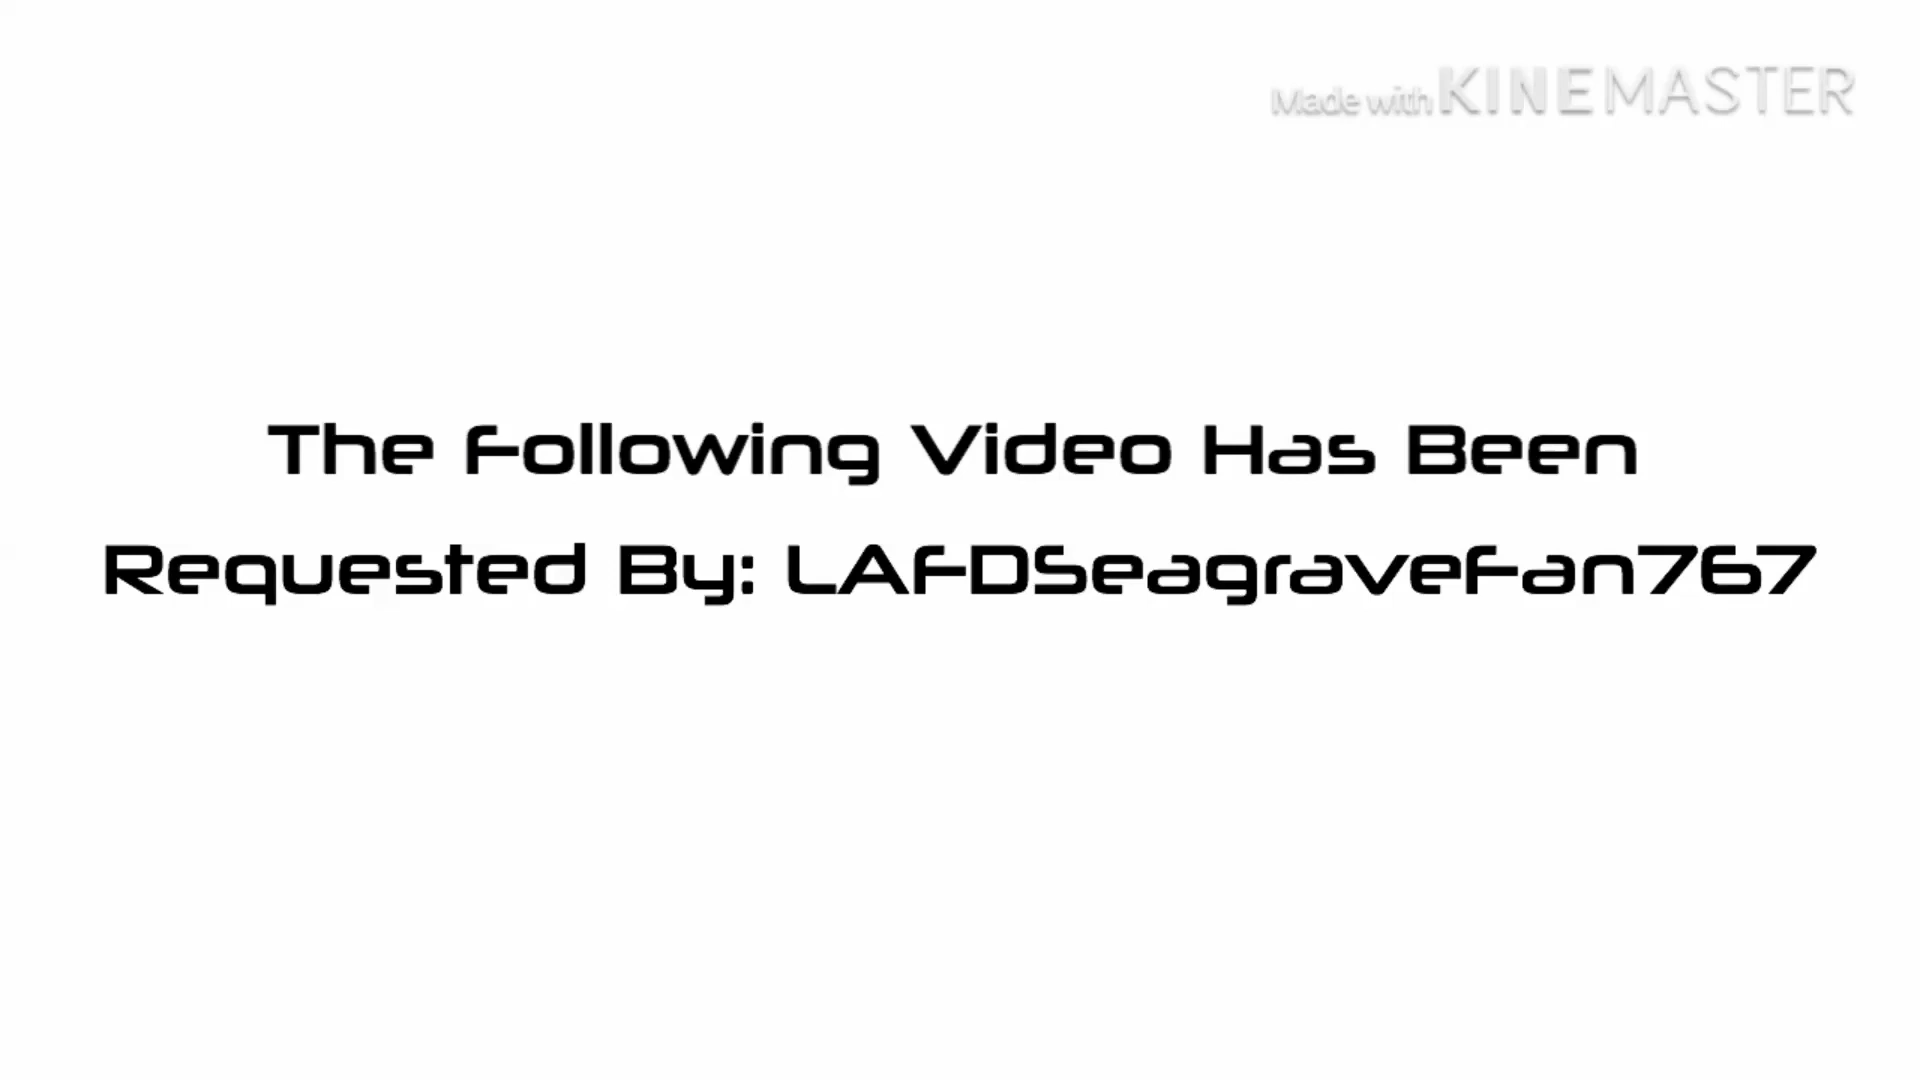 Made with KINEMASTER
The Following Video Has Been
Requested By: LAFDSeagraveFan767